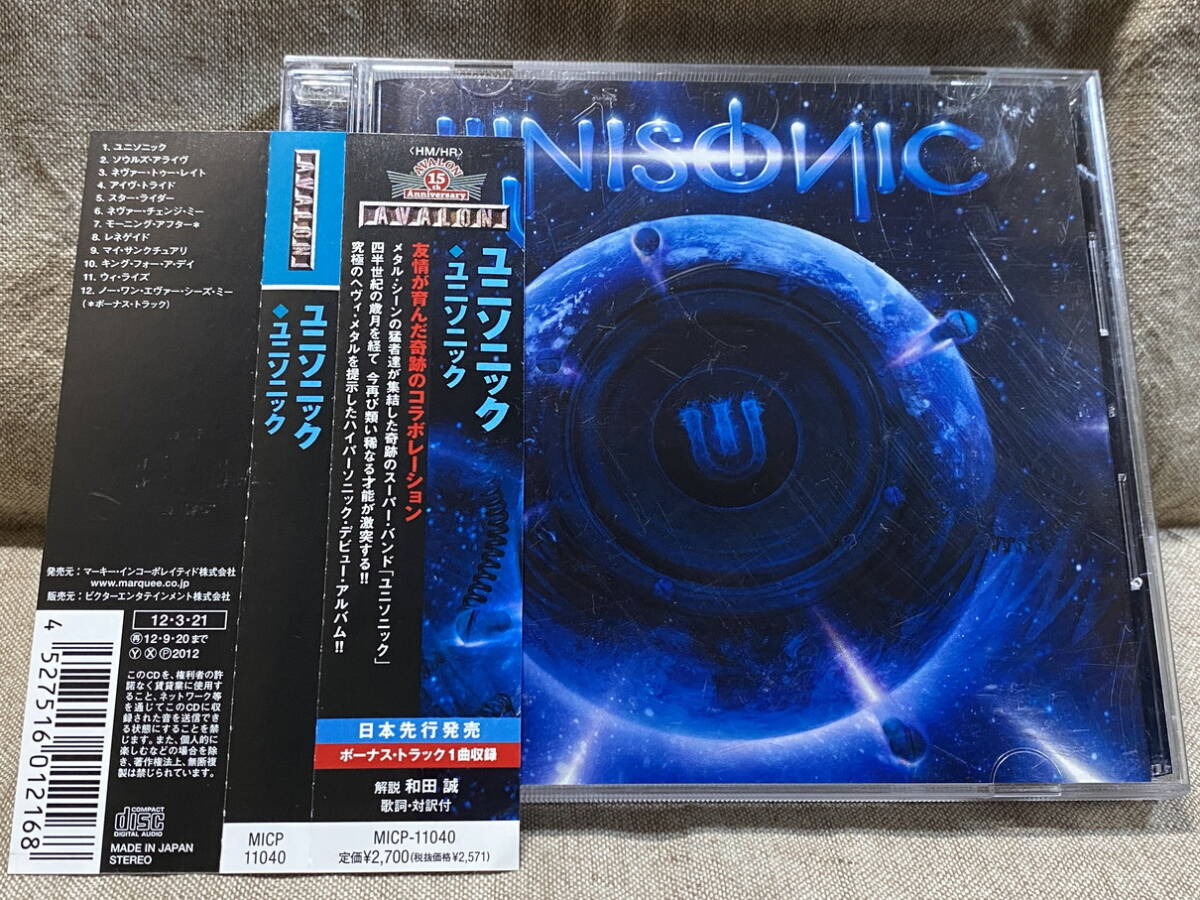 1. ユニソニック
2. ソウルズ・アライヴ
3. ネヴァー・トゥー・レイト
4. アイヴ・トライド
5. スター・ライダー
6. ネヴァー・チェンジ・ミー
7. モーニング・アフター*
8. レネゲイド
9. マイ・サンクチュアリ
10. キング・フォー・ア・デイ
11. ウィ・ライズ
12. ノー・ワン・エヴァー・シーズ・ミー
(*ボーナス・トラック)
発売元:マーキー・インコーポレイティド株式会社
www.marquee.co.jp
販売元:ビクターエンタテインメント株式会社
12・3・21
再12・9・20まで
Ⓨ Ⓧ Ⓟ2012
このCDを、権利者の許
諾なく賃貸業に使用す
ること、ネットワーク等
を通じてこのCDに収
録された音を送信でき
る状態にすることを禁
じます。また、個人的に
楽しむなどの場合を除
き、著作権法上、無断複
製は禁じられています。
COMPACT
disc
DIGITAL AUDIO
MADE IN JAPAN
STEREO
4 527516 012168
AVALON
ユニソニック
◆ユニソニック
MICP
11040
〈HM/HR〉
AVALON
15th
Anniversary
AVALON
ユニソニック
◆ユニソニック
友情が育んだ奇跡のコラボレーション
メタル・シーンの猛者達が集結した奇跡のスーパー・バンド「ユニソニック」
四半世紀の歳月を経て 今再び類い稀なる才能が激突する!!
究極のヘヴィ・メタルを提示したハイパーソニック・デビュー・アルバム!!
日本先行発売
ボーナス・トラック1曲収録
解説 和田 誠
歌詞・対訳付
MICP-11040
定価¥2,700(税抜価格¥2,571)
UNISONIC
U